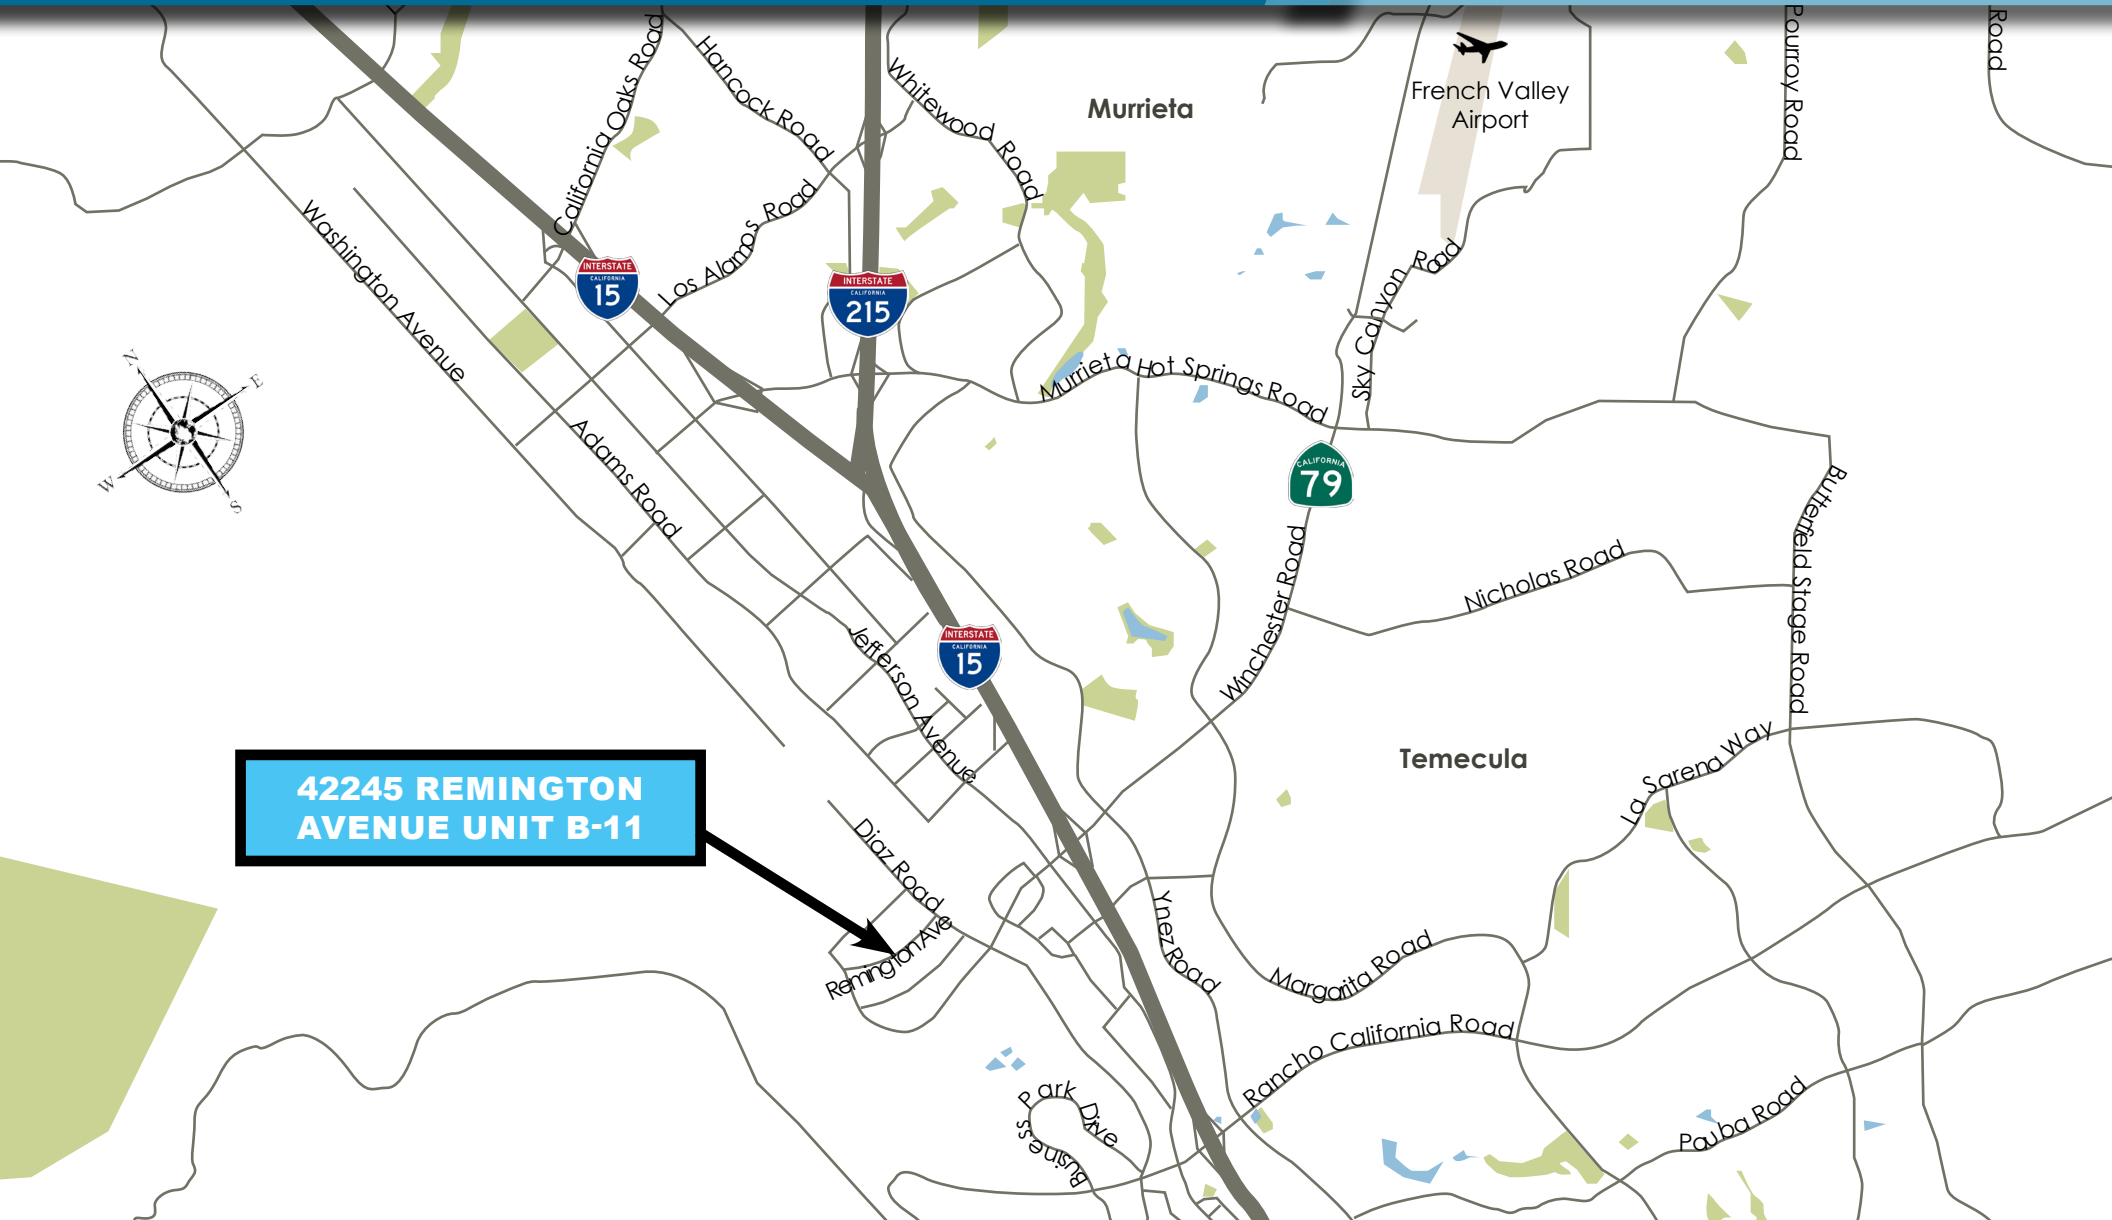 California Oaks Road
Hancock Road
Whitewood Road
Murrieta
French Valley
Airport
Pourroy Road
Road
Washington Avenue
Los Alamos Road
INTERSTATE
CALIFORNIA
15
INTERSTATE
CALIFORNIA
215
Sky Canyon Road
N
E
W
S
Murrieta Hot Springs Road
Adams Road
CALIFORNIA
79
Butterfield Stage Road
Nicholas Road
Winchester Road
Jefferson Avenue
INTERSTATE
CALIFORNIA
15
Temecula
La Sarena Way
42245 REMINGTON
AVENUE UNIT B-11
Diaz Road
Remington Ave
Ynez Road
Margarita Road
Rancho California Road
Business Park Drive
Pauba Road